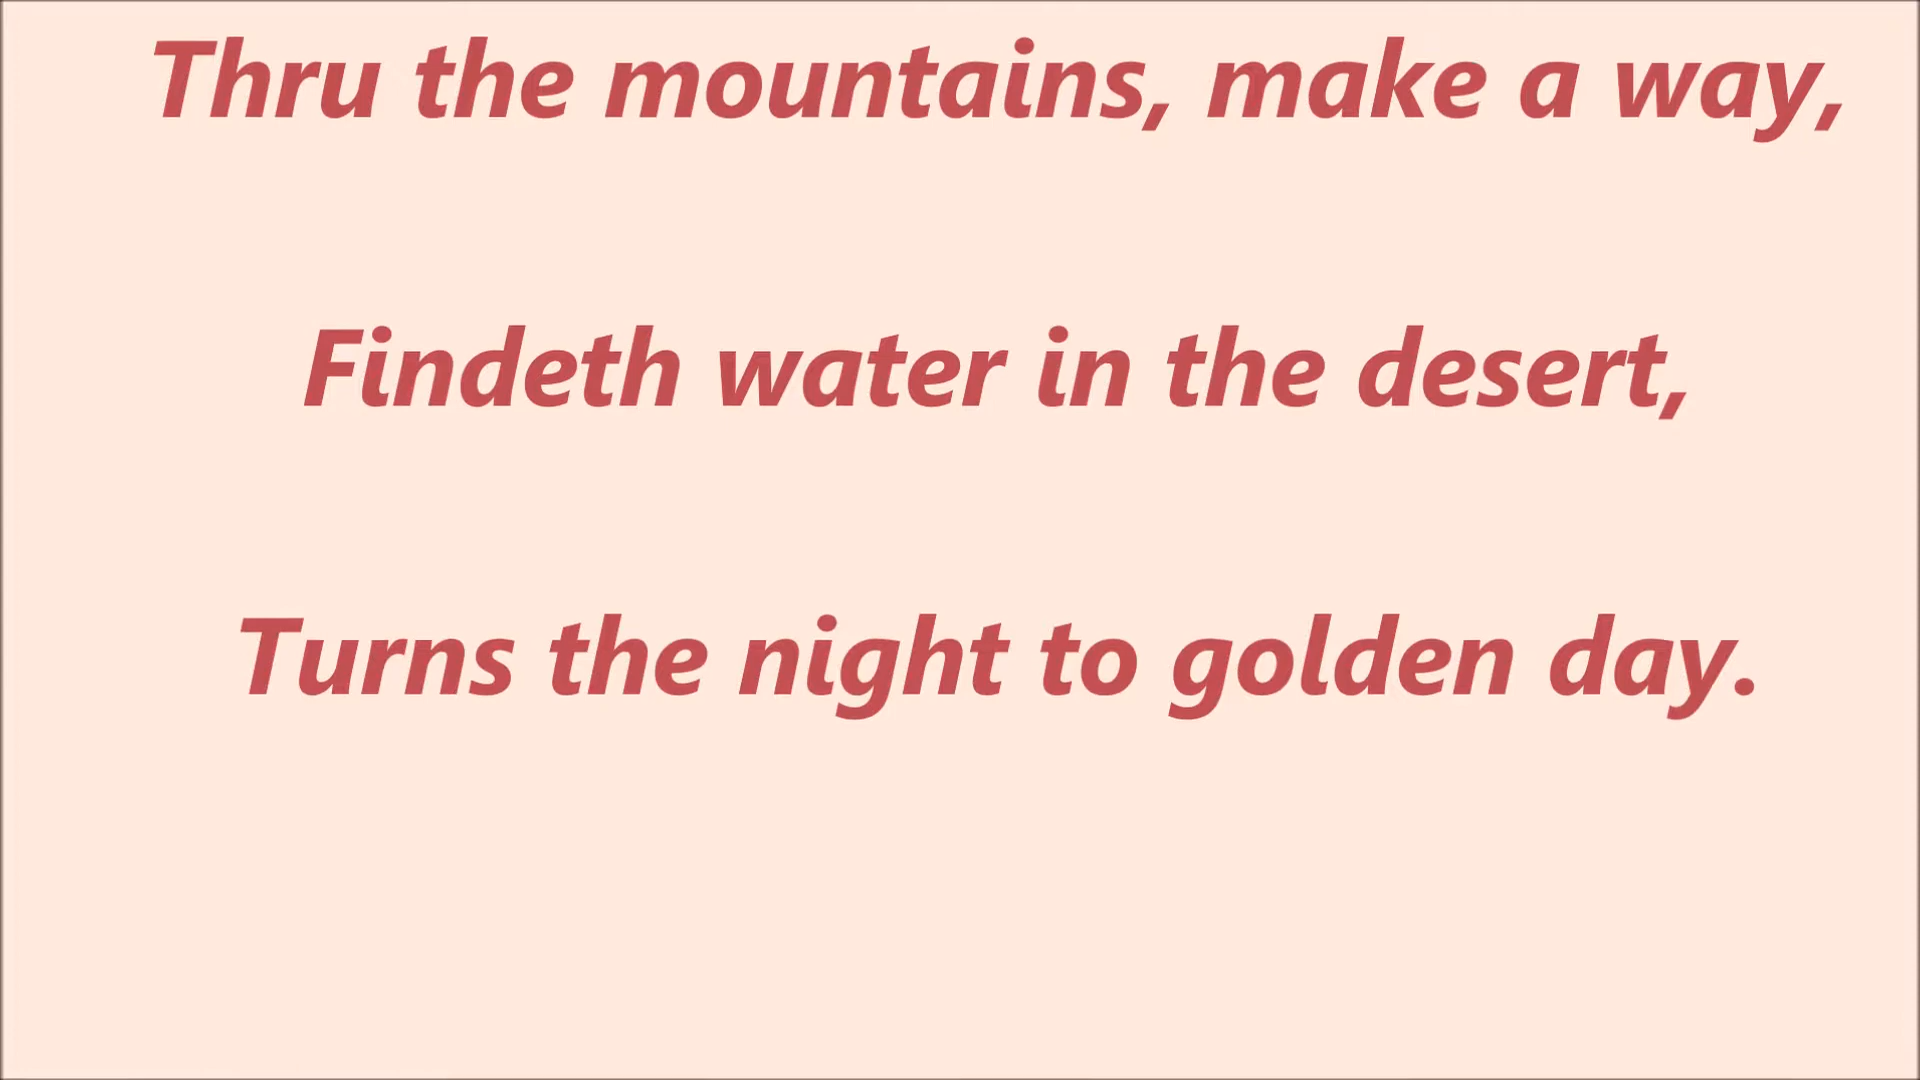 Thru the mountains, make a way,
Findeth water in the desert,
Turns the night to golden day.